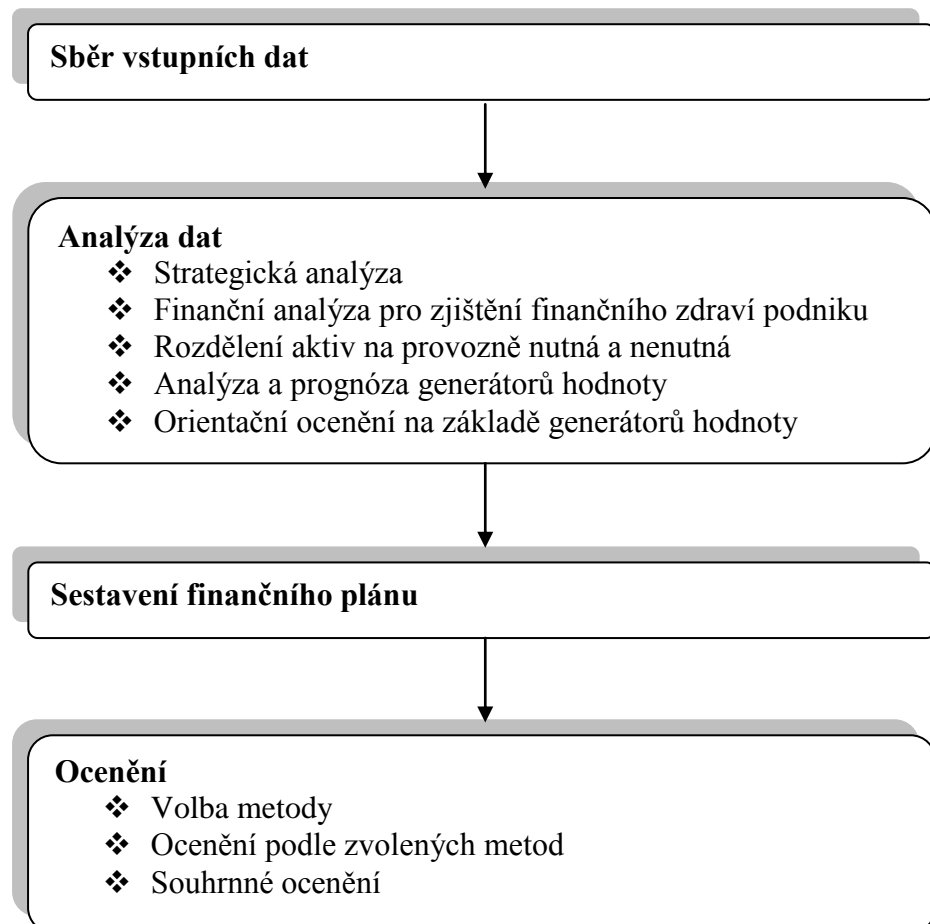 Sběr vstupních dat
Analýza dat
❖ Strategická analýza
❖ Finanční analýza pro zjištění finančního zdraví podniku
❖ Rozdělení aktiv na provozně nutná a nenutná
❖ Analýza a prognóza generátorů hodnoty
❖ Orientační ocenění na základě generátorů hodnoty
Sestavení finančního plánu
Ocenění
❖ Volba metody
❖ Ocenění podle zvolených metod
❖ Souhrnné ocenění